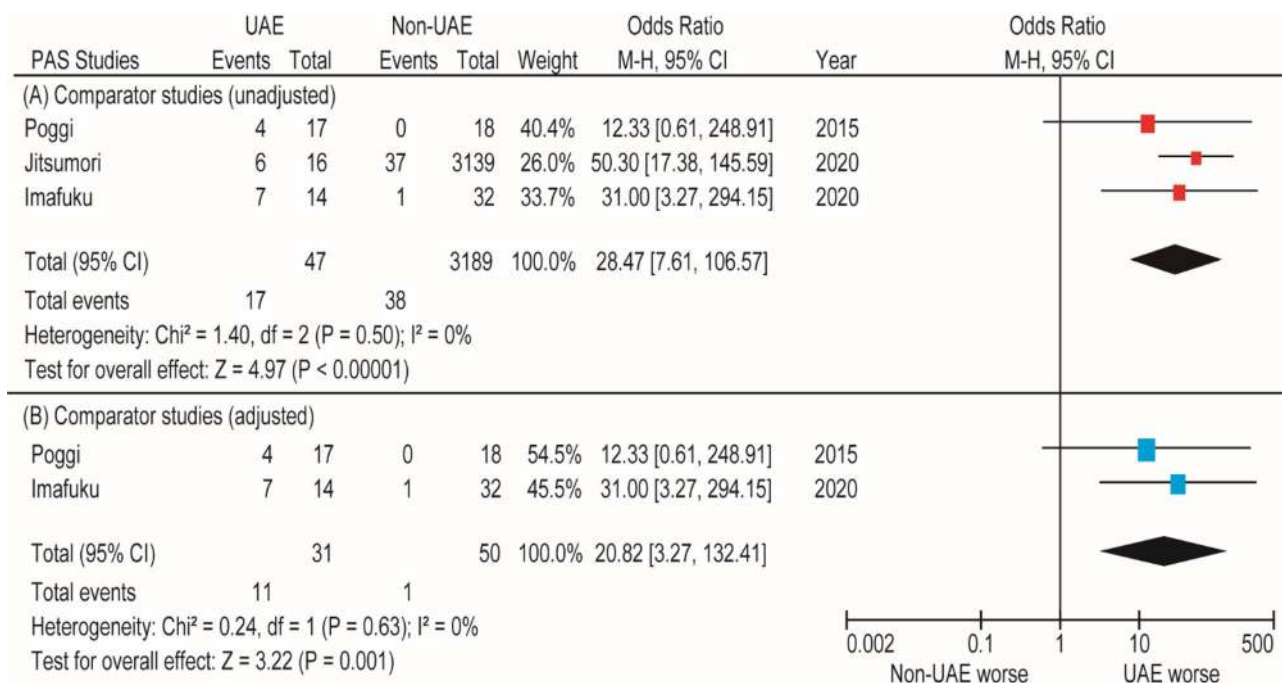 UAE Non-UAE Odds Ratio Odds Ratio
PAS Studies Events Total Events Total Weight M-H, 95% CI Year M-H, 95% CI
(A) Comparator studies (unadjusted)
Poggi 4 17 0 18 40.4% 12.33 [0.61, 248.91] 2015
Jitsumori 6 16 37 3139 26.0% 50.30 [17.38, 145.59] 2020
Imafuku 7 14 1 32 33.7% 31.00 [3.27, 294.15] 2020
Total (95% CI) 47 3189 100.0% 28.47 [7.61, 106.57]
Total events 17 38
Heterogeneity: Chi² = 1.40, df = 2 (P = 0.50); I² = 0%
Test for overall effect: Z = 4.97 (P < 0.00001)
(B) Comparator studies (adjusted)
Poggi 4 17 0 18 54.5% 12.33 [0.61, 248.91] 2015
Imafuku 7 14 1 32 45.5% 31.00 [3.27, 294.15] 2020
Total (95% CI) 31 50 100.0% 20.82 [3.27, 132.41]
Total events 11 1
Heterogeneity: Chi² = 0.24, df = 1 (P = 0.63); I² = 0%
Test for overall effect: Z = 3.22 (P = 0.001)
0.002 0.1 1 10 500
Non-UAE worse UAE worse